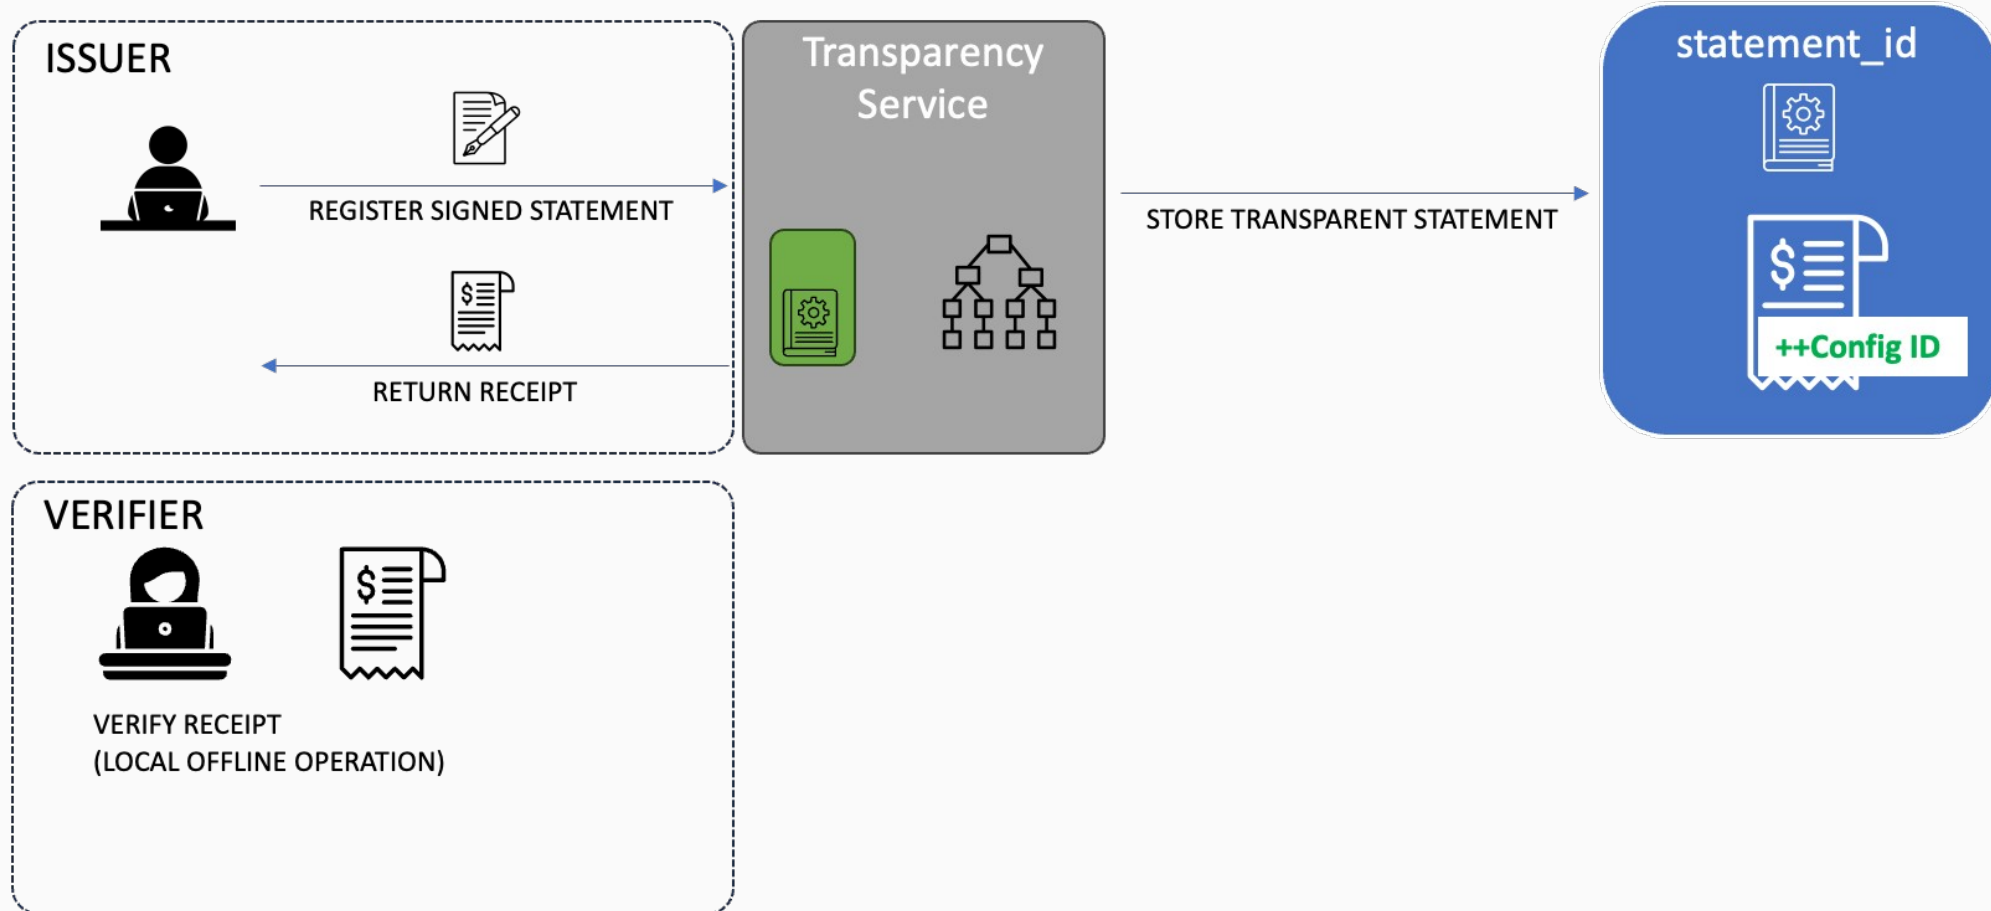 ISSUER
REGISTER SIGNED STATEMENT
$
RETURN RECEIPT
Transparency
Service
STORE TRANSPARENT STATEMENT
statement_id
$
++Config ID
VERIFIER
$
VERIFY RECEIPT
(LOCAL OFFLINE OPERATION)